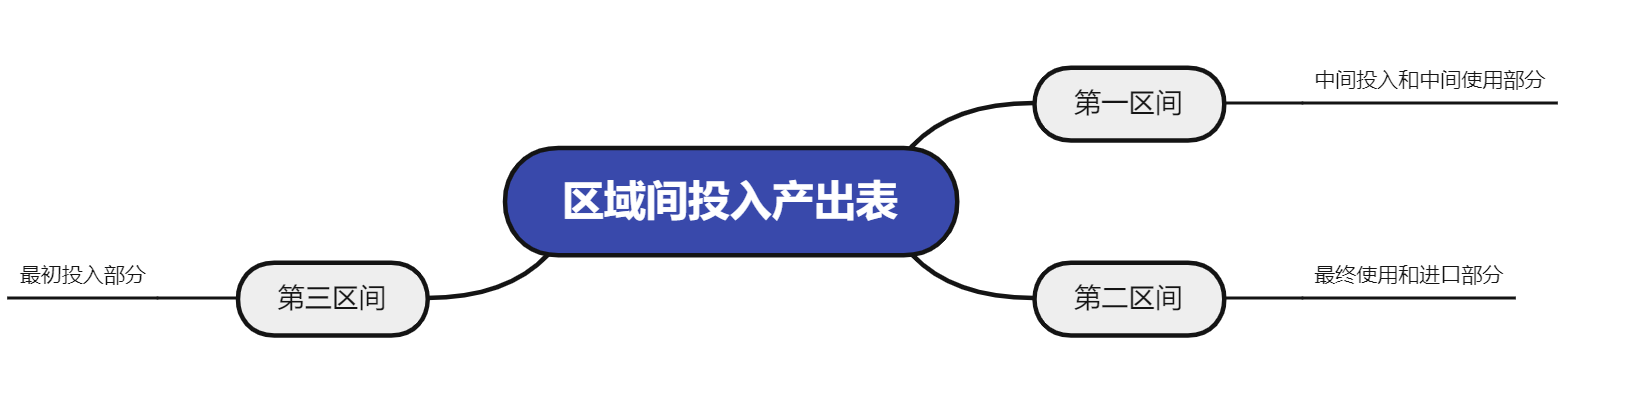 区域间投入产出表
第一区间
中间投入和中间使用部分
第二区间
最终使用和进口部分
第三区间
最初投入部分